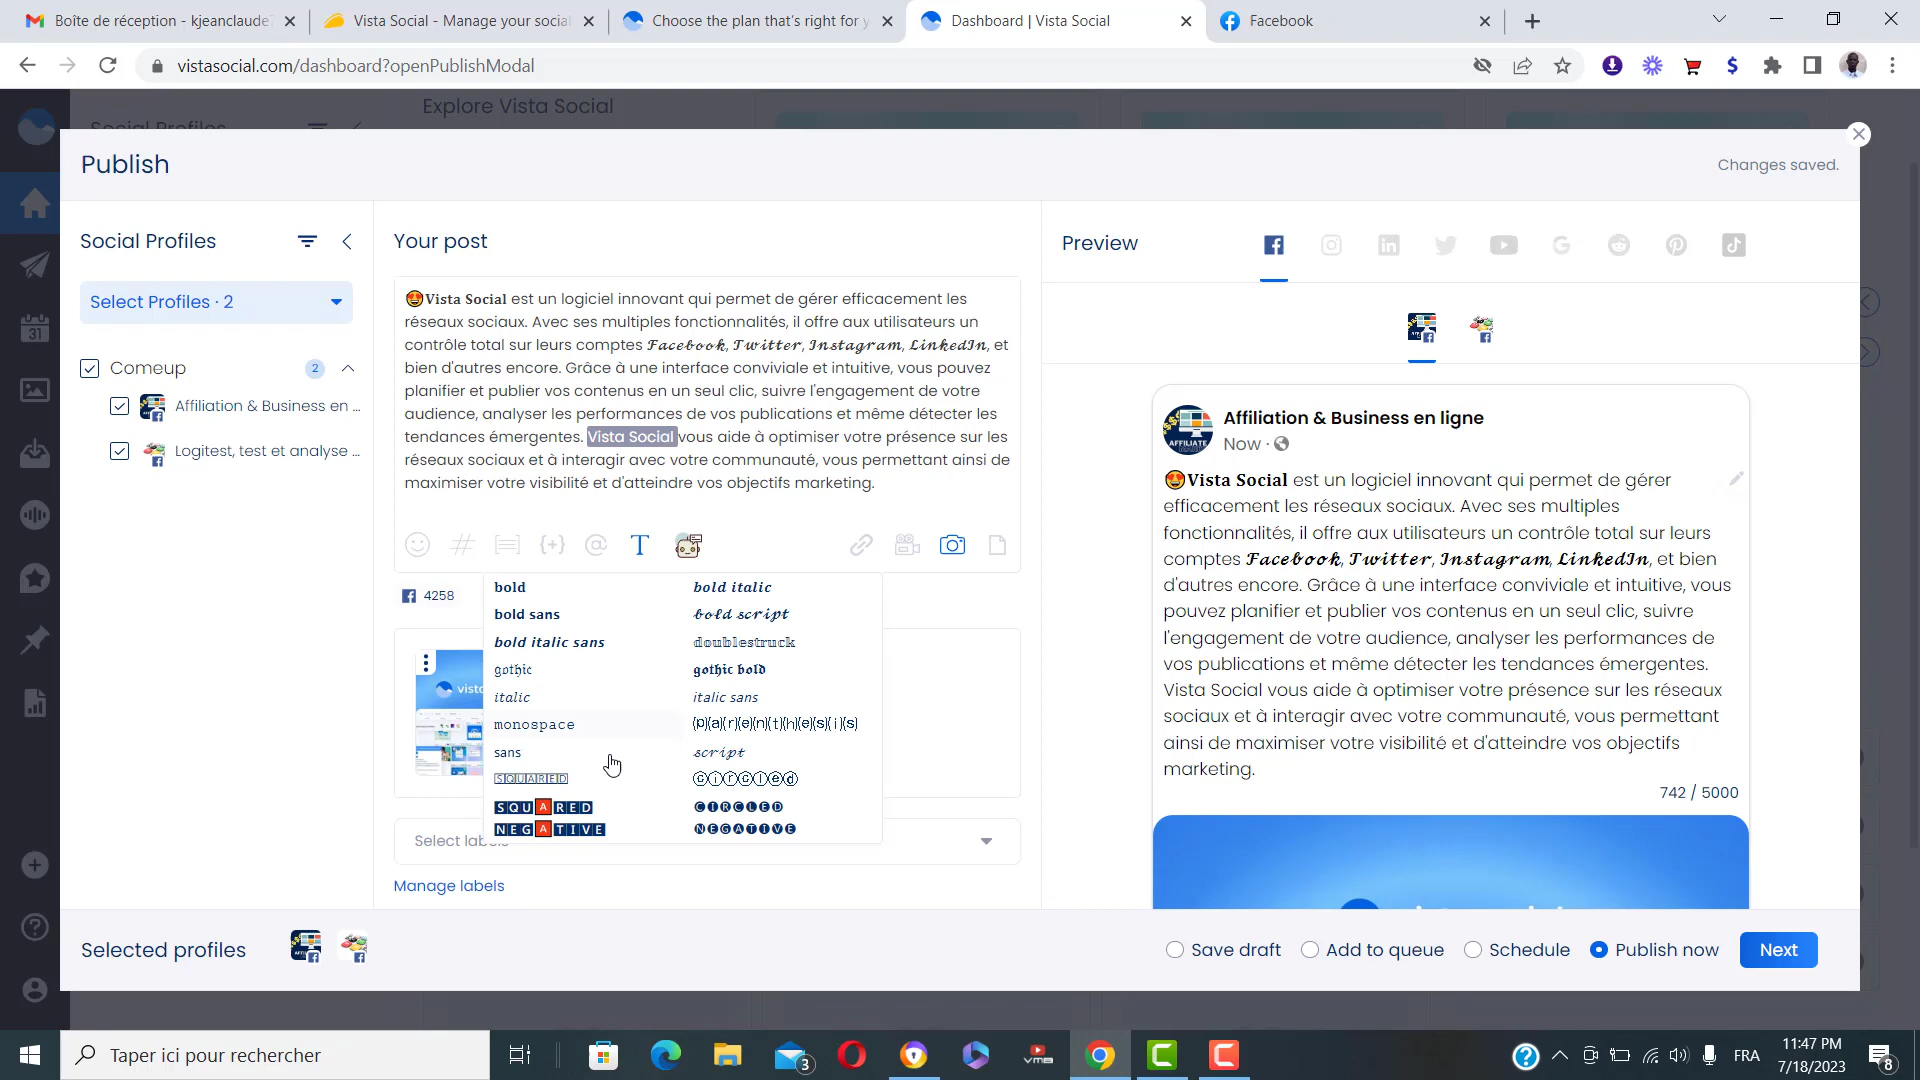 Boîte de réception - kjeanclaude
Vista Social - Manage your social
Choose the plan that's right for y
Dashboard | Vista Social
Facebook
vistasocial.com/dashboard?openPublishModal
Explore Vista Social
Social Profiles
Publish
Changes saved.
Social Profiles
Select Profiles · 2
Comeup
2
Affiliation & Business en ...
Logitest, test et analyse ...
Your post
😍Vista Social est un logiciel innovant qui permet de gérer efficacement les
réseaux sociaux. Avec ses multiples fonctionnalités, il offre aux utilisateurs un
contrôle total sur leurs comptes 𝓕𝓪𝓬𝓮𝓫𝓸𝓸𝓴, 𝓣𝔀𝓲𝓽𝓽𝓮𝓻, 𝓘𝓷𝓼𝓽𝓪𝓰𝓻𝓪𝓶, 𝓛𝓲𝓷𝓴𝓮𝓭𝓘𝓷, et
bien d'autres encore. Grâce à une interface conviviale et intuitive, vous pouvez
planifier et publier vos contenus en un seul clic, suivre l'engagement de votre
audience, analyser les performances de vos publications et même détecter les
tendances émergentes. Vista Social vous aide à optimiser votre présence sur les
réseaux sociaux et à interagir avec votre communauté, vous permettant ainsi de
maximiser votre visibilité et d'atteindre vos objectifs marketing.
4258
bold
bold italic
bold sans
bold script
bold italic sans
doublestruck
gothic
gothic bold
italic
italic sans
monospace
(p)(a)(r)(e)(n)(t)(h)(e)(s)(i)(s)
sans
script
SQUARED
ⓒⓘⓡⓒⓛⓔⓓ
SQUARED
CIRCLED
NEGATIVE
NEGATIVE
Select labels
Manage labels
Preview
AFFILIATE
Affiliation & Business en ligne
Now ·
😍Vista Social est un logiciel innovant qui permet de gérer
efficacement les réseaux sociaux. Avec ses multiples
fonctionnalités, il offre aux utilisateurs un contrôle total sur leurs
comptes 𝓕𝓪𝓬𝓮𝓫𝓸𝓸𝓴, 𝓣𝔀𝓲𝓽𝓽𝓮𝓻, 𝓘𝓷𝓼𝓽𝓪𝓰𝓻𝓪𝓶, 𝓛𝓲𝓷𝓴𝓮𝓭𝓘𝓷, et bien
d'autres encore. Grâce à une interface conviviale et intuitive, vous
pouvez planifier et publier vos contenus en un seul clic, suivre
l'engagement de votre audience, analyser les performances de
vos publications et même détecter les tendances émergentes.
Vista Social vous aide à optimiser votre présence sur les réseaux
sociaux et à interagir avec votre communauté, vous permettant
ainsi de maximiser votre visibilité et d'atteindre vos objectifs
marketing.
742 / 5000
Selected profiles
Save draft
Add to queue
Schedule
Publish now
Next
Taper ici pour rechercher
3
FRA
11:47 PM
7/18/2023
8